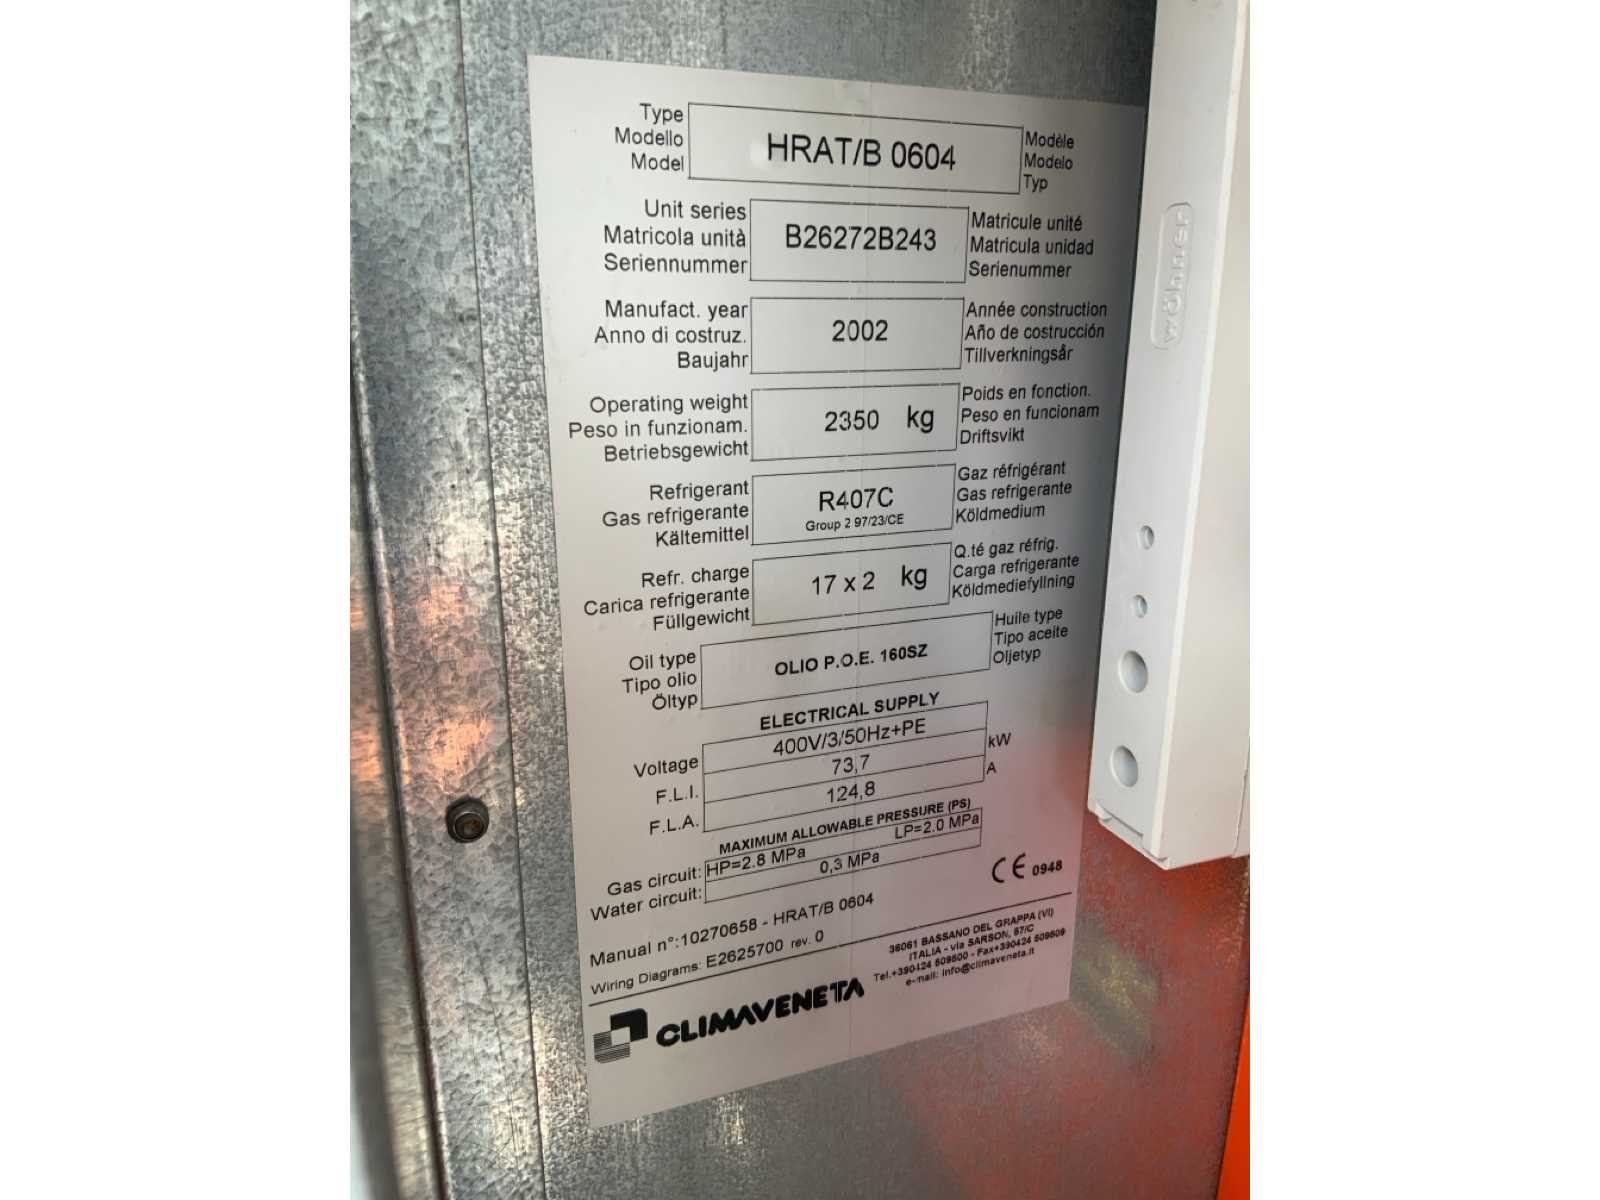 Type
Modello
Model
HRAT/B 0604
Modèle
Modelo
Typ
Unit series
Matricola unità
Seriennummer
B26272B243
Matricule unité
Matricula unidad
Serienummer
Manufact. year
Anno di costruz.
Baujahr
2002
Année construction
Año de costrucción
Tillverkningsår
Operating weight
Peso in funzionam.
Betriebsgewicht
2350 kg
Poids en fonction.
Peso en funcionam
Driftsvikt
Refrigerant
Gas refrigerante
Kältemittel
R407C
Group 2 97/23/CE
Gaz réfrigérant
Gas refrigerante
Köldmedium
Refr. charge
Carica refrigerante
Füllgewicht
17 x 2 kg
Q.té gaz réfrig.
Carga refrigerante
Köldmediefyllning
Oil type
Tipo olio
Öltyp
OLIO P.O.E. 160SZ
Huile type
Tipo aceite
Oljetyp
ELECTRICAL SUPPLY
Voltage 400V/3/50Hz+PE
F.L.I. 73,7 kW
F.L.A. 124,8 A
MAXIMUM ALLOWABLE PRESSURE (PS)
Gas circuit: HP=2.8 MPa LP=2.0 MPa
Water circuit: 0,3 MPa
CE 0948
Manual n°:10270658 - HRAT/B 0604
Wiring Diagrams: E2625700 rev. 0
CLIMAVENETA
36061 BASSANO DEL GRAPPA (VI)
ITALIA - via SARSON, 57/C
Tel.+390424 509500 - Fax+390424 509509
e-mail: info@climaveneta.it
wöhner